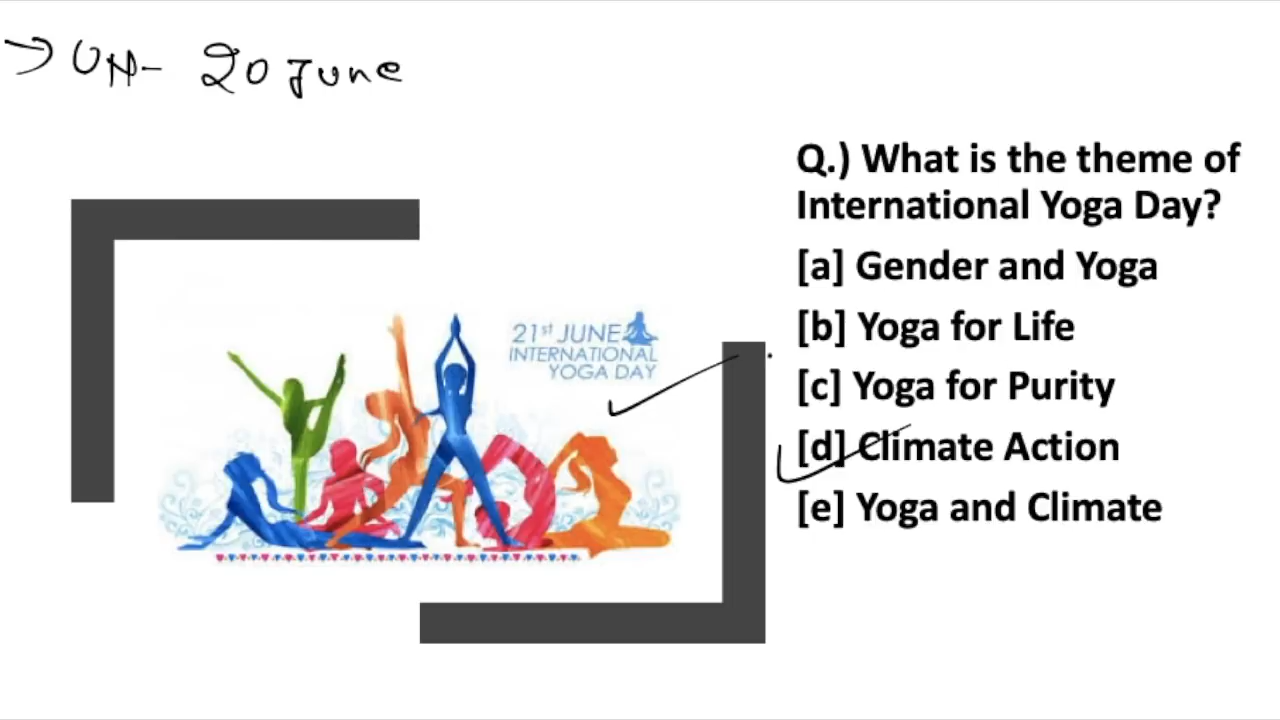 → UN- 20 June
21st JUNE
INTERNATIONAL
YOGA DAY
Q.) What is the theme of
International Yoga Day?
[a] Gender and Yoga
[b] Yoga for Life
[c] Yoga for Purity
[d] Climate Action
[e] Yoga and Climate